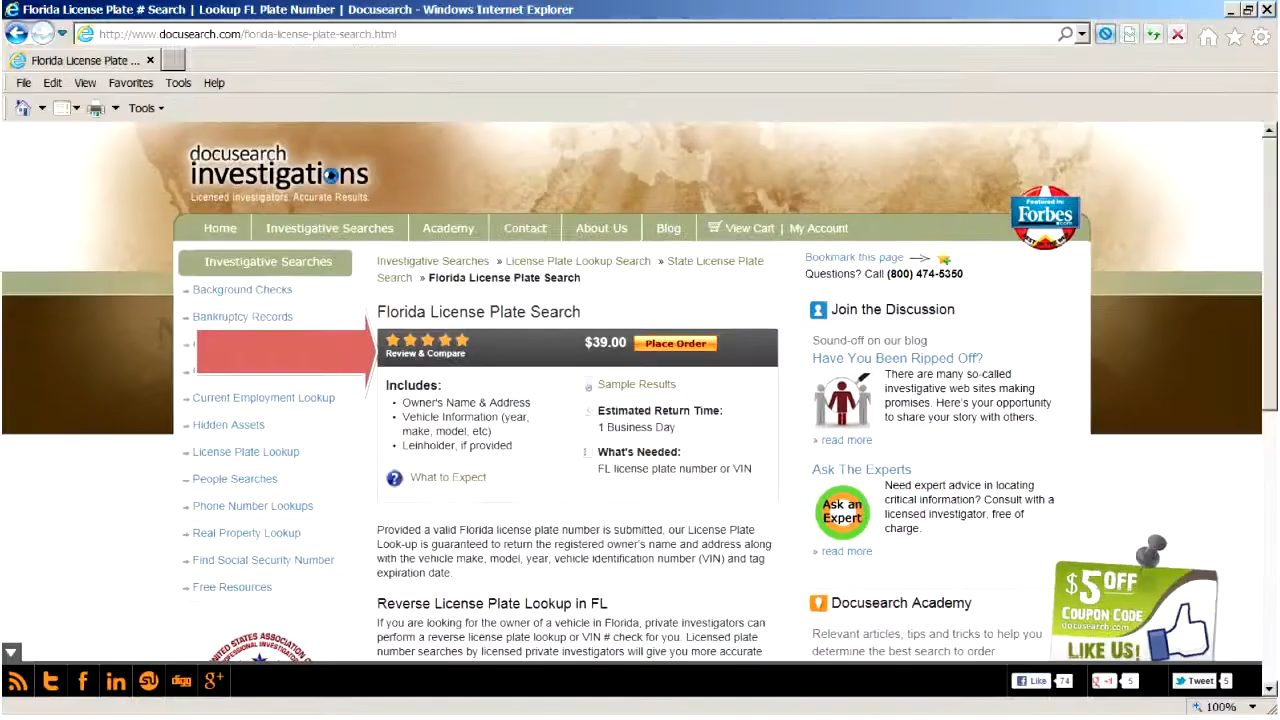 Florida License Plate # Search | Lookup FL Plate Number | Docusearch - Windows Internet Explorer
http://www.docusearch.com/florida-license-plate-search.html
Florida License Plate ...
File Edit View Favorites Tools Help
Tools
docusearch
investigations
Licensed Investigators. Accurate Results.
Featured in:
Forbes
.com
Home Investigative Searches Academy Contact About Us Blog View Cart | My Account
Investigative Searches
Background Checks
Bankruptcy Records
Current Employment Lookup
Hidden Assets
License Plate Lookup
People Searches
Phone Number Lookups
Real Property Lookup
Find Social Security Number
Free Resources
Investigative Searches » License Plate Lookup Search » State License Plate
Search » Florida License Plate Search
Florida License Plate Search
Review & Compare
$39.00 Place Order
Includes:
• Owner's Name & Address
• Vehicle Information (year,
make, model, etc)
• Leinholder, if provided
What to Expect
Sample Results
Estimated Return Time:
1 Business Day
What's Needed:
FL license plate number or VIN
Provided a valid Florida license plate number is submitted, our License Plate
Look-up is guaranteed to return the registered owner's name and address along
with the vehicle make, model, year, vehicle identification number (VIN) and tag
expiration date.
Reverse License Plate Lookup in FL
If you are looking for the owner of a vehicle in Florida, private investigators can
perform a reverse license plate lookup or VIN # check for you. Licensed plate
number searches by licensed private investigators will give you more accurate
Bookmark this page
Questions? Call (800) 474-5350
Join the Discussion
Sound-off on our blog
Have You Been Ripped Off?
There are many so-called
investigative web sites making
promises. Here's your opportunity
to share your story with others.
» read more
Ask The Experts
Ask an
Expert
Need expert advice in locating
critical information? Consult with a
licensed investigator, free of
charge.
» read more
Docusearch Academy
Relevant articles, tips and tricks to help you
determine the best search to order
$5 OFF
COUPON CODE
docusearch.com
LIKE US!
digg
Like 74
+1 5
Tweet 5
100%